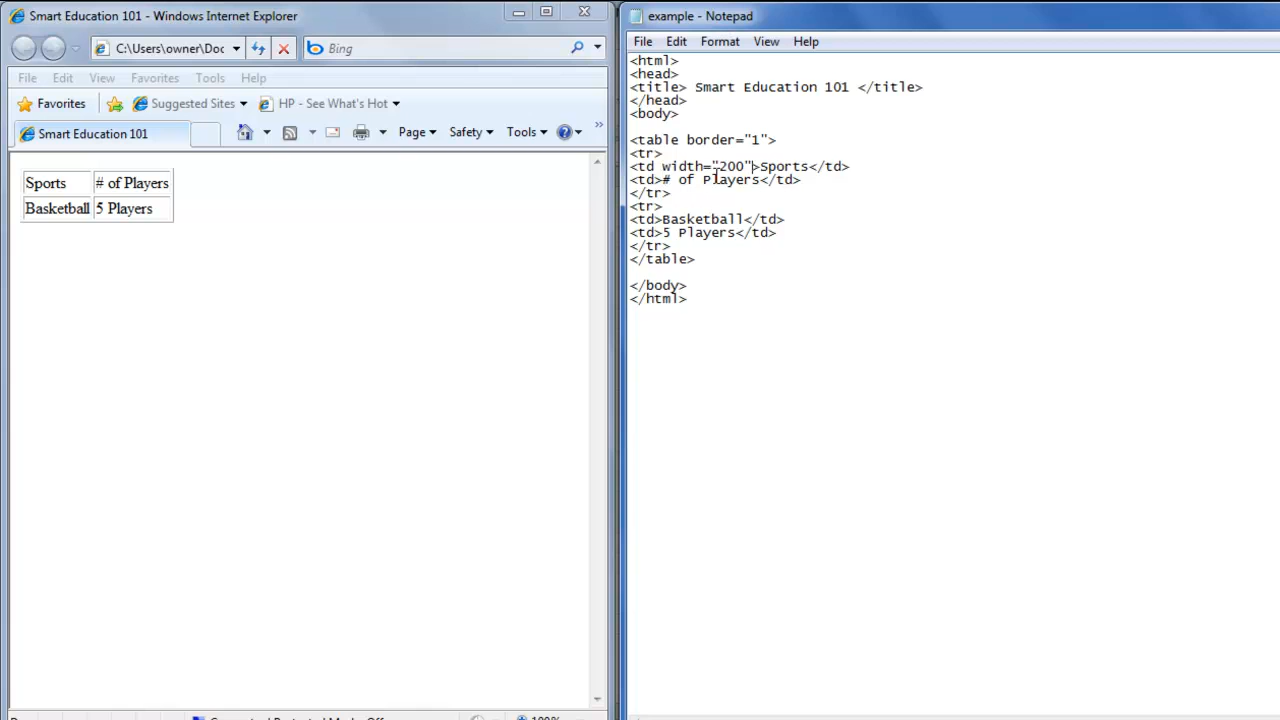 Smart Education 101 - Windows Internet Explorer
C:\Users\owner\Doc
Bing
File Edit View Favorites Tools Help
Favorites Suggested Sites HP - See What's Hot
Smart Education 101 Page Safety Tools »
Sports # of Players
Basketball 5 Players
100%
example - Notepad
File Edit Format View Help
<html>
<head>
<title> Smart Education 101 </title>
</head>
<body>
<table border="1">
<tr>
<td width="200">Sports</td>
<td># of Players</td>
</tr>
<tr>
<td>Basketball</td>
<td>5 Players</td>
</tr>
</table>
</body>
</html>